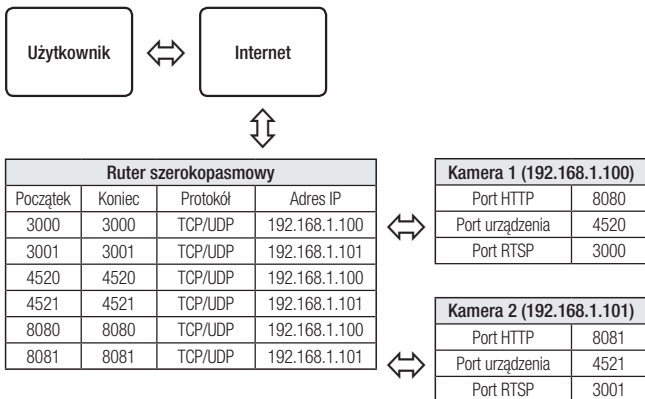 Użytkownik
Internet
Ruter szerokopasmowy
Początek Koniec Protokół Adres IP
3000 3000 TCP/UDP 192.168.1.100
3001 3001 TCP/UDP 192.168.1.101
4520 4520 TCP/UDP 192.168.1.100
4521 4521 TCP/UDP 192.168.1.101
8080 8080 TCP/UDP 192.168.1.100
8081 8081 TCP/UDP 192.168.1.101
Kamera 1 (192.168.1.100)
Port HTTP 8080
Port urządzenia 4520
Port RTSP 3000
Kamera 2 (192.168.1.101)
Port HTTP 8081
Port urządzenia 4521
Port RTSP 3001